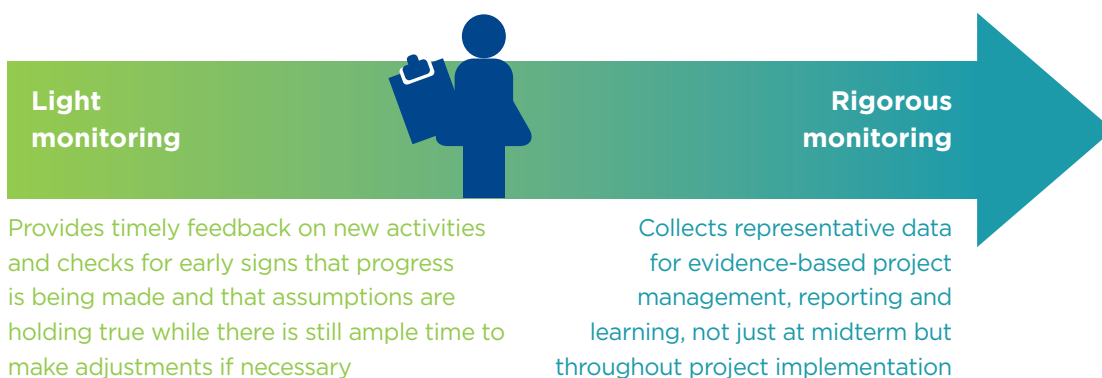 Light
monitoring
Rigorous
monitoring
Provides timely feedback on new activities
and checks for early signs that progress
is being made and that assumptions are
holding true while there is still ample time to
make adjustments if necessary
Collects representative data
for evidence-based project
management, reporting and
learning, not just at midterm but
throughout project implementation